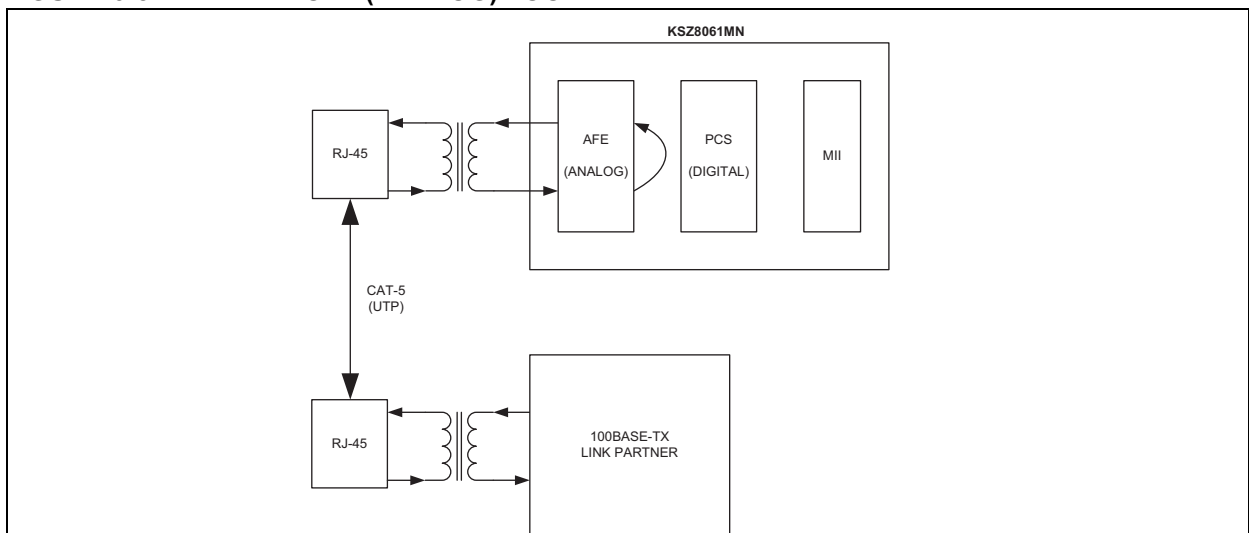 KSZ8061MN
RJ-45
AFE
(ANALOG)
PCS
(DIGITAL)
MII
CAT-5
(UTP)
RJ-45
100BASE-TX
LINK PARTNER